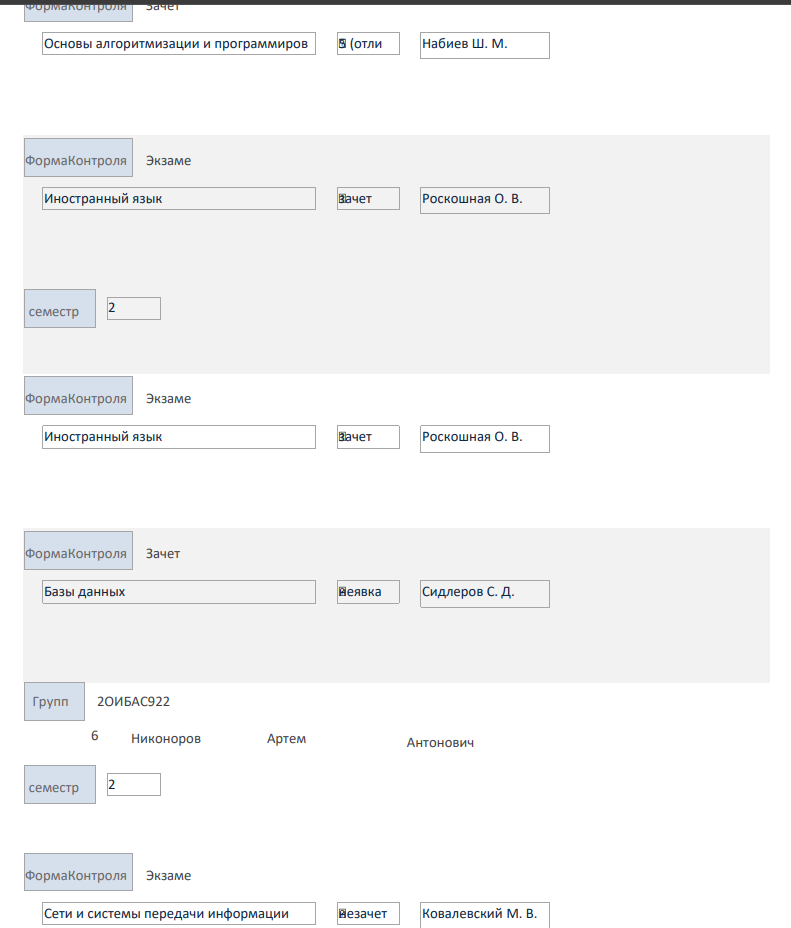 ФормаКонтроля Зачет
Основы алгоритмизации и программиров 5 (отли Набиев Ш. М.
ФормаКонтроля Экзаме
Иностранный язык зачет Роскошная О. В.
семестр 2
ФормаКонтроля Экзаме
Иностранный язык зачет Роскошная О. В.
ФормаКонтроля Зачет
Базы данных Неявка Сидлеров С. Д.
Групп 2ОИБАС922
6 Никоноров Артем Антонович
семестр 2
ФормаКонтроля Экзаме
Сети и системы передачи информации Незачет Ковалевский М. В.